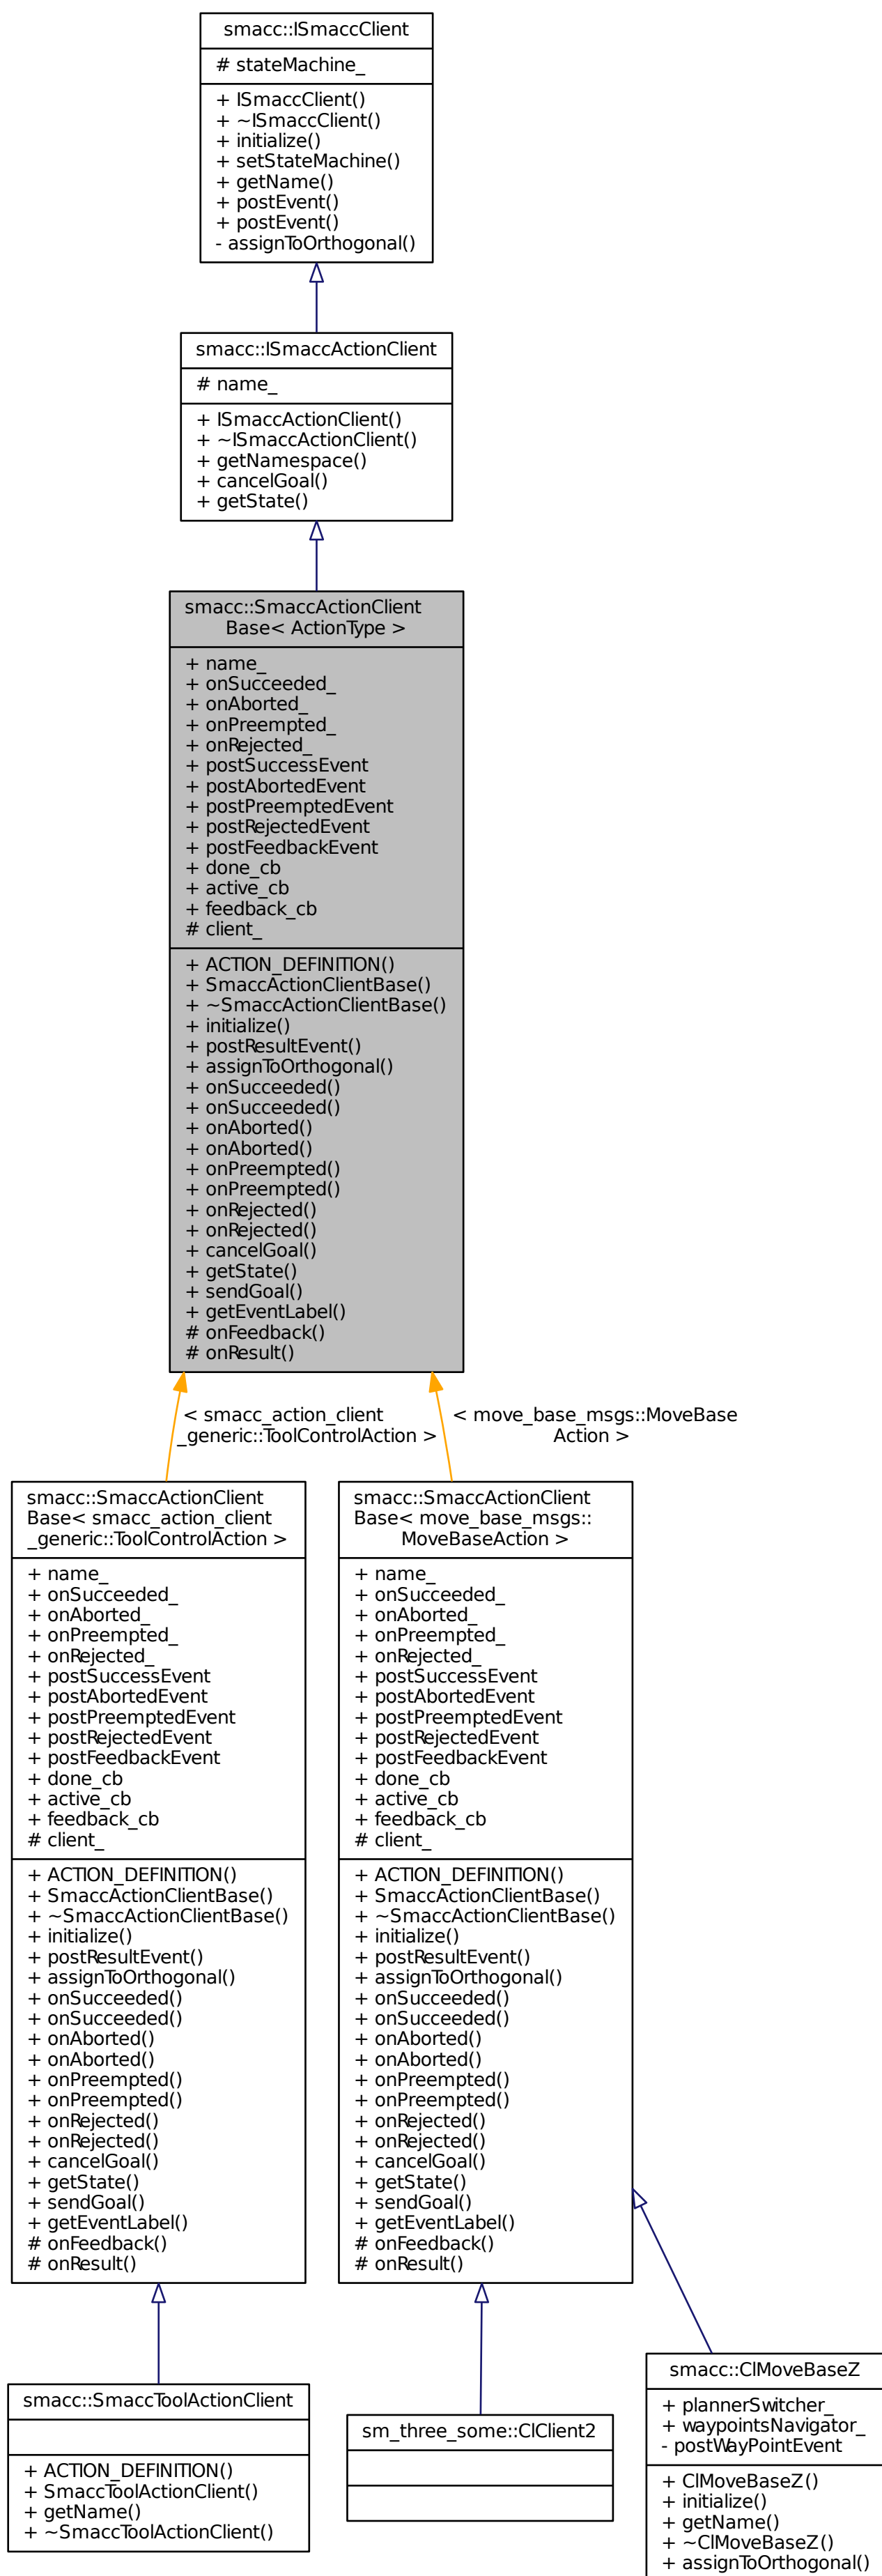 smacc::ISmaccClient
# stateMachine_
+ ISmaccClient()
+ ~ISmaccClient()
+ initialize()
+ setStateMachine()
+ getName()
+ postEvent()
+ postEvent()
- assignToOrthogonal()
smacc::ISmaccActionClient
# name_
+ ISmaccActionClient()
+ ~ISmaccActionClient()
+ getNamespace()
+ cancelGoal()
+ getState()
smacc::SmaccActionClient
Base< ActionType >
+ name_
+ onSucceeded_
+ onAborted_
+ onPreempted_
+ onRejected_
+ postSuccessEvent
+ postAbortedEvent
+ postPreemptedEvent
+ postRejectedEvent
+ postFeedbackEvent
+ done_cb
+ active_cb
+ feedback_cb
# client_
+ ACTION_DEFINITION()
+ SmaccActionClientBase()
+ ~SmaccActionClientBase()
+ initialize()
+ postResultEvent()
+ assignToOrthogonal()
+ onSucceeded()
+ onSucceeded()
+ onAborted()
+ onAborted()
+ onPreempted()
+ onPreempted()
+ onRejected()
+ onRejected()
+ cancelGoal()
+ getState()
+ sendGoal()
+ getEventLabel()
# onFeedback()
# onResult()
< smacc_action_client
_generic::ToolControlAction >
< move_base_msgs::MoveBase
Action >
smacc::SmaccActionClient
Base< smacc_action_client
_generic::ToolControlAction >
+ name_
+ onSucceeded_
+ onAborted_
+ onPreempted_
+ onRejected_
+ postSuccessEvent
+ postAbortedEvent
+ postPreemptedEvent
+ postRejectedEvent
+ postFeedbackEvent
+ done_cb
+ active_cb
+ feedback_cb
# client_
+ ACTION_DEFINITION()
+ SmaccActionClientBase()
+ ~SmaccActionClientBase()
+ initialize()
+ postResultEvent()
+ assignToOrthogonal()
+ onSucceeded()
+ onSucceeded()
+ onAborted()
+ onAborted()
+ onPreempted()
+ onPreempted()
+ onRejected()
+ onRejected()
+ cancelGoal()
+ getState()
+ sendGoal()
+ getEventLabel()
# onFeedback()
# onResult()
smacc::SmaccActionClient
Base< move_base_msgs::
MoveBaseAction >
+ name_
+ onSucceeded_
+ onAborted_
+ onPreempted_
+ onRejected_
+ postSuccessEvent
+ postAbortedEvent
+ postPreemptedEvent
+ postRejectedEvent
+ postFeedbackEvent
+ done_cb
+ active_cb
+ feedback_cb
# client_
+ ACTION_DEFINITION()
+ SmaccActionClientBase()
+ ~SmaccActionClientBase()
+ initialize()
+ postResultEvent()
+ assignToOrthogonal()
+ onSucceeded()
+ onSucceeded()
+ onAborted()
+ onAborted()
+ onPreempted()
+ onPreempted()
+ onRejected()
+ onRejected()
+ cancelGoal()
+ getState()
+ sendGoal()
+ getEventLabel()
# onFeedback()
# onResult()
smacc::SmaccToolActionClient
+ ACTION_DEFINITION()
+ SmaccToolActionClient()
+ getName()
+ ~SmaccToolActionClient()
sm_three_some::ClClient2
smacc::ClMoveBaseZ
+ plannerSwitcher_
+ waypointsNavigator_
- postWayPointEvent
+ ClMoveBaseZ()
+ initialize()
+ getName()
+ ~ClMoveBaseZ()
+ assignToOrthogonal()